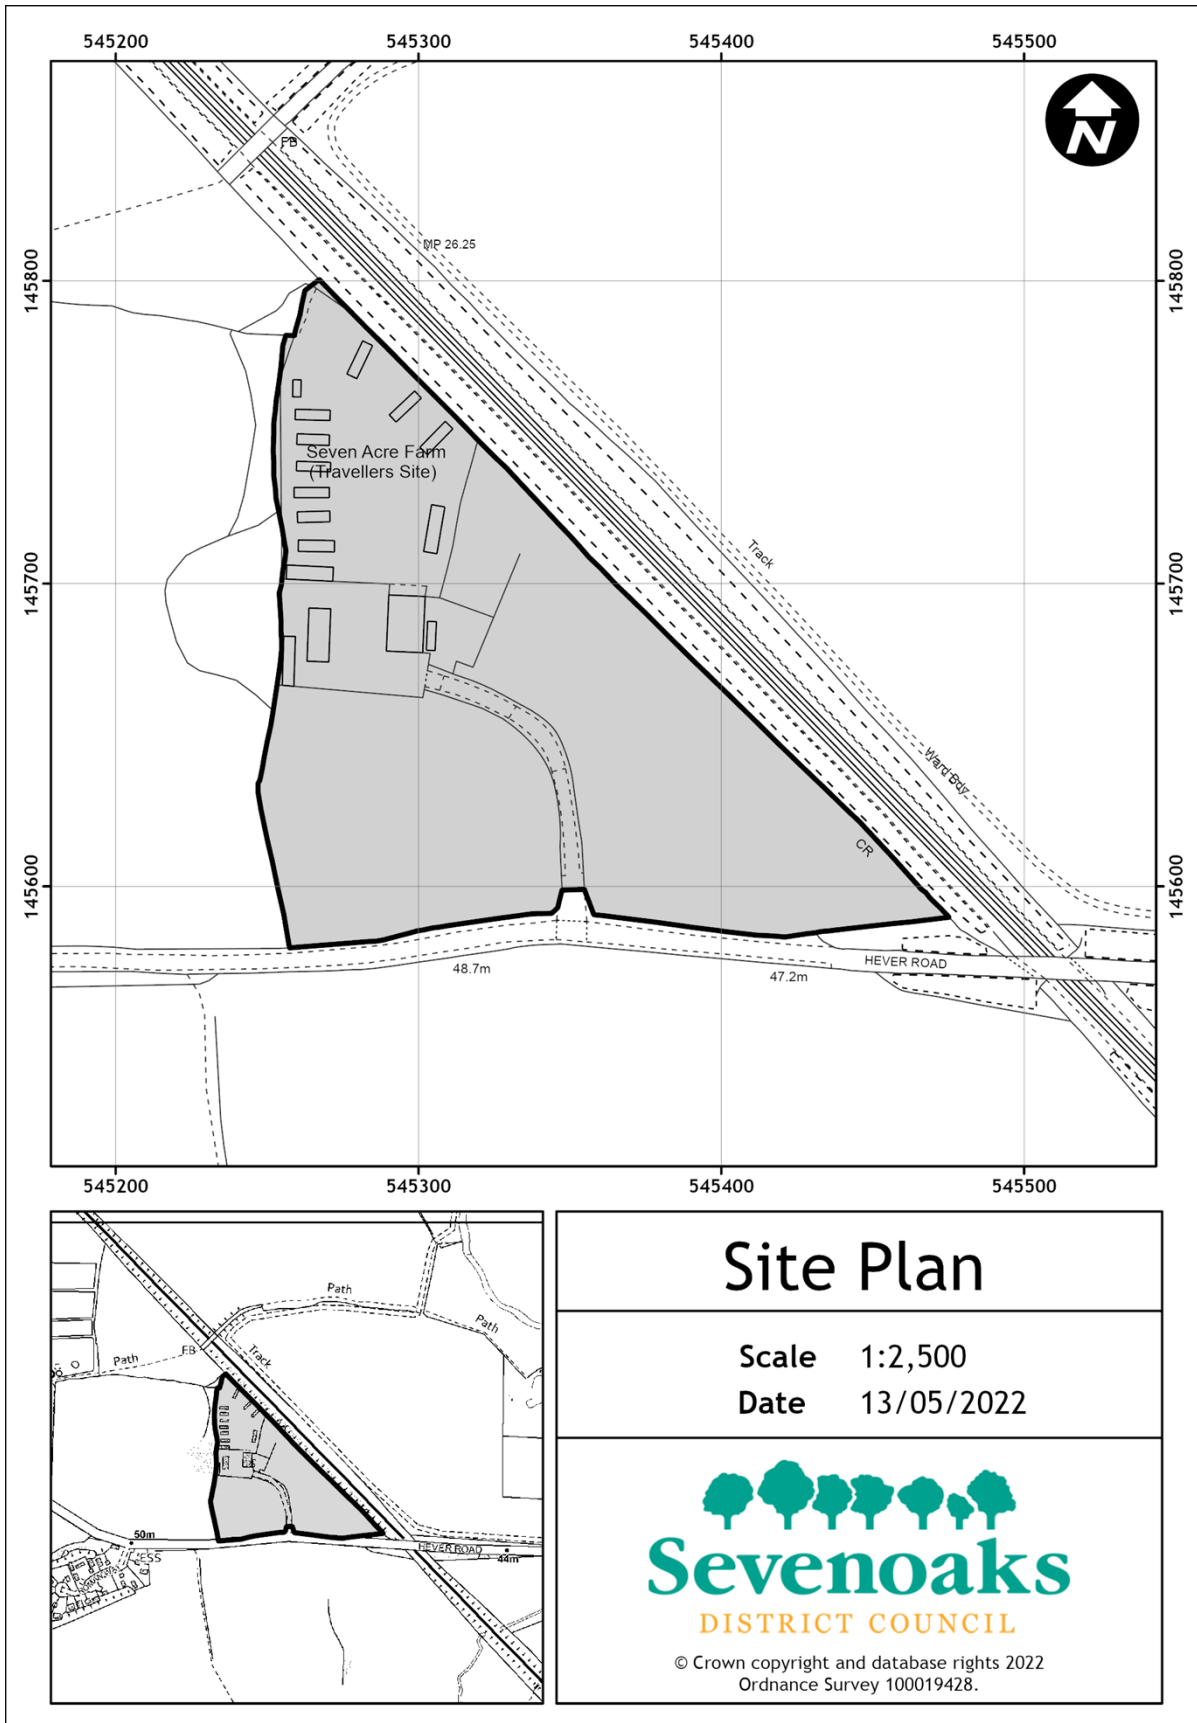 545200 545300 545400 545500
N
FB
MP 26.25
145800 145800
Seven Acre Farm
(Travellers Site)
Track
145700 145700
Ward Bdy
CR
145600 145600
HEVER ROAD
48.7m
47.2m
545200 545300 545400 545500
Path
Path
Track
FB
Path
50m
ESS
HEVER ROAD
44m
Site Plan
Scale 1:2,500
Date 13/05/2022
Sevenoaks
DISTRICT COUNCIL
© Crown copyright and database rights 2022
Ordnance Survey 100019428.